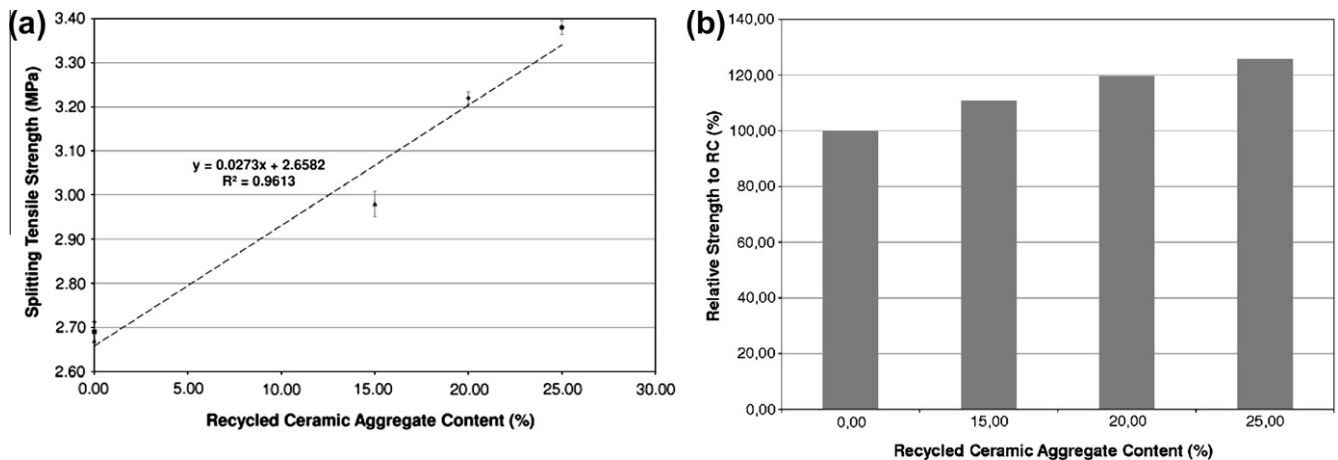 (a)
3.40
3.30
3.20
3.10
3.00
2.90
2.80
2.70
2.60
Splitting Tensile Strength (MPa)
y = 0.0273x + 2.6582
R² = 0.9613
0.00 5.00 10.00 15.00 20.00 25.00 30.00
Recycled Ceramic Aggregate Content (%)
(b)
140,00
120,00
100,00
80,00
60,00
40,00
20,00
0,00
Relative Strength to RC (%)
0,00 15,00 20,00 25,00
Recycled Ceramic Aggregate Content (%)